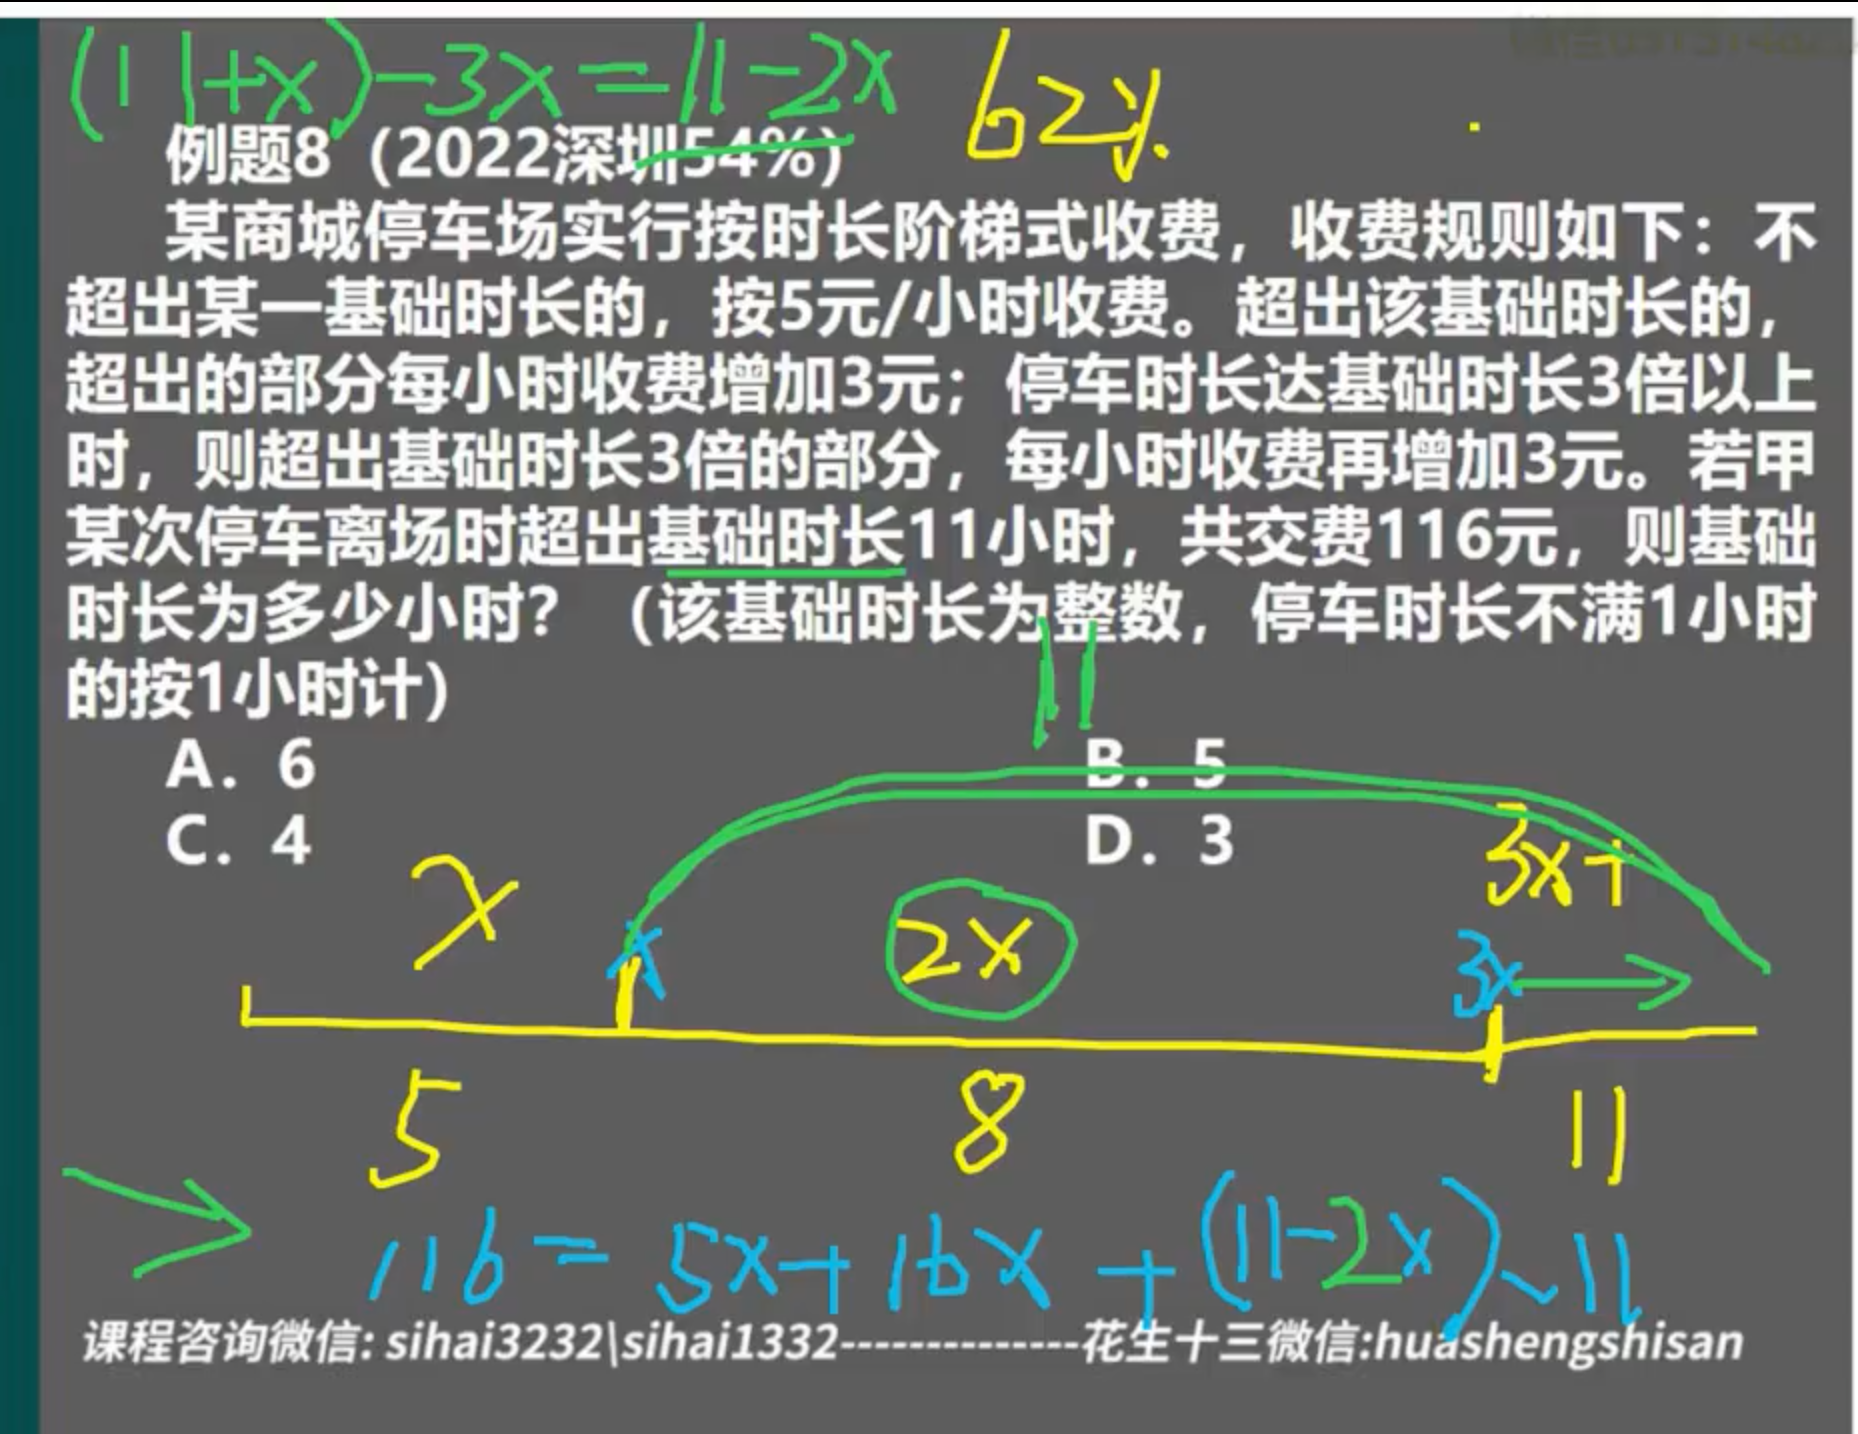 (11+x)-3x=11-2x 62%.
例题8（2022深圳54%）
某商城停车场实行按时长阶梯式收费，收费规则如下：不
超出某一基础时长的，按5元/小时收费。超出该基础时长的，
超出的部分每小时收费增加3元；停车时长达基础时长3倍以上
时，则超出基础时长3倍的部分，每小时收费再增加3元。若甲
某次停车离场时超出基础时长11小时，共交费116元，则基础
时长为多少小时？（该基础时长为整数，停车时长不满1小时
的按1小时计）
11
A. 6 B. 5
C. 4 D. 3
3x+
x x 2x 3x
5 8 11
116=5x+16x+(11-2x)~11
课程咨询微信: sihai3232\sihai1332--------------花生十三微信:huashengshisan